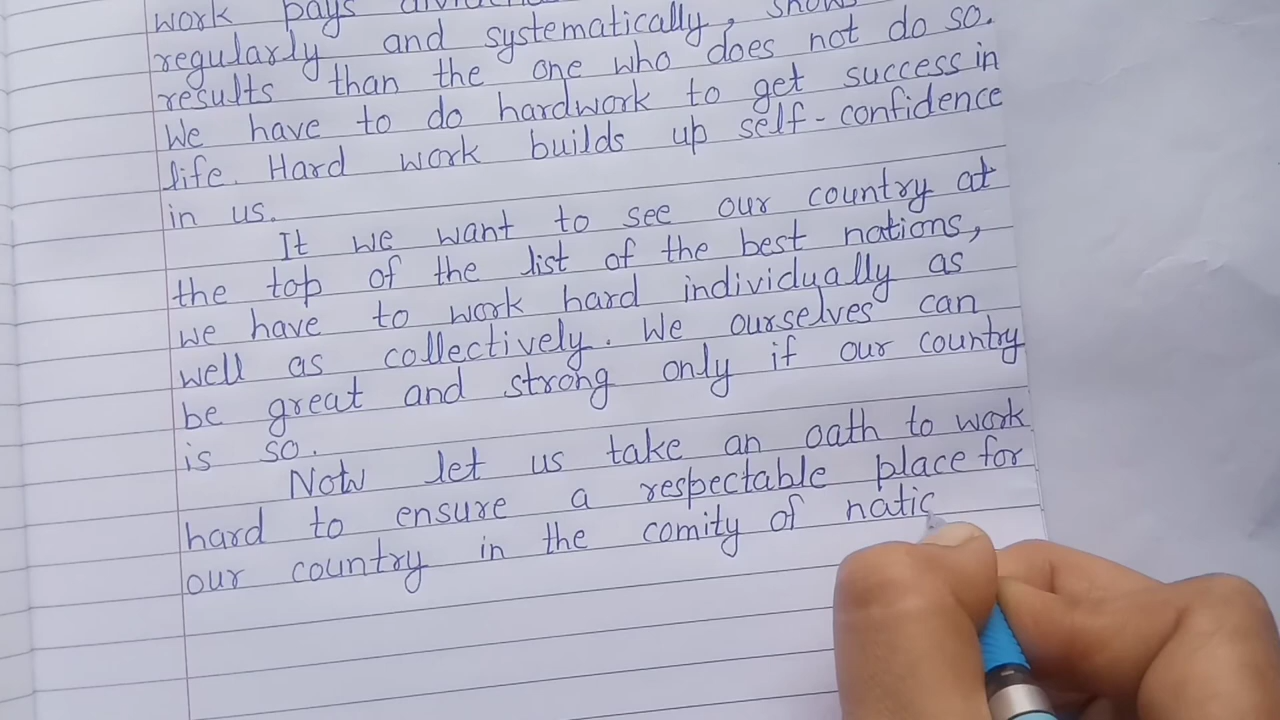 work pays
regularly and systematically, shows
results than the one who does not do so.
We have to do hardwork to get success in
life. Hard work builds up self-confidence
in us.
It we want to see our country at
the top of the list of the best nations,
we have to work hard individually as
well as collectively. We ourselves can
be great and strong only if our country
is so.
Now let us take an oath to work
hard to ensure a respectable place for
our country in the comity of natic